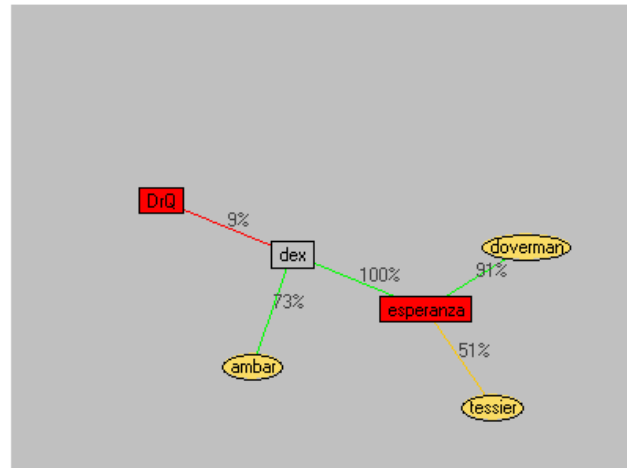 DrQ
9%
dex
doverman
100%
91%
73%
esperanza
51%
ambar
tessier